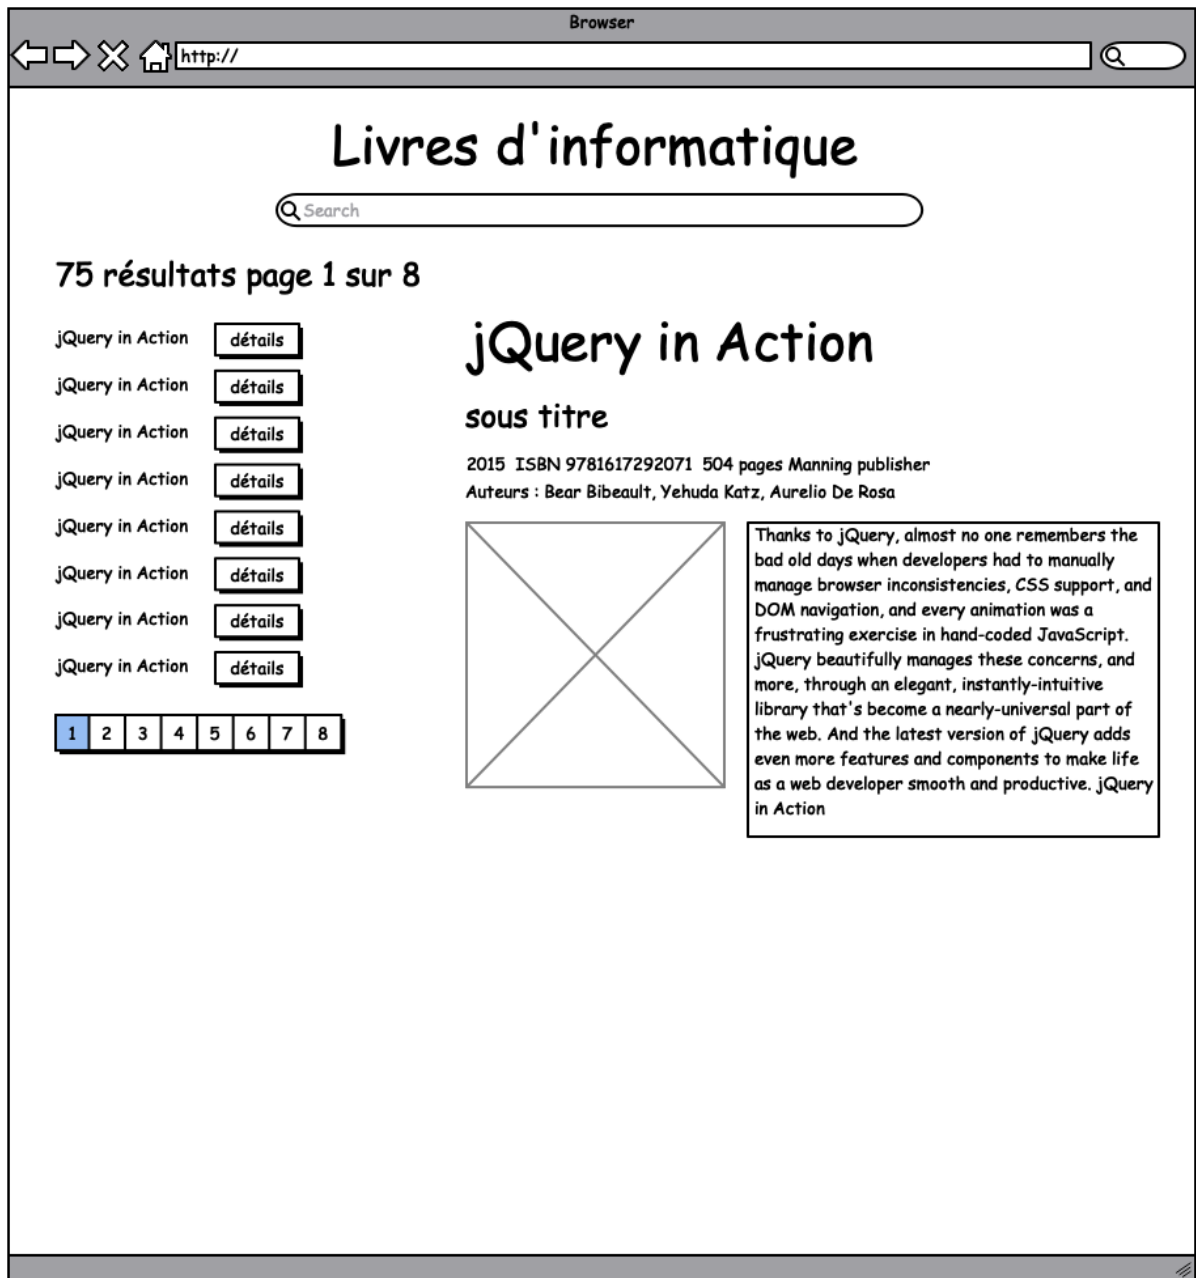 Browser
http://
Livres d'informatique
Search
75 résultats page 1 sur 8
jQuery in Action détails
jQuery in Action détails
jQuery in Action détails
jQuery in Action détails
jQuery in Action détails
jQuery in Action détails
jQuery in Action détails
jQuery in Action détails
1 2 3 4 5 6 7 8
jQuery in Action
sous titre
2015 ISBN 9781617292071 504 pages Manning publisher
Auteurs : Bear Bibeault, Yehuda Katz, Aurelio De Rosa
Thanks to jQuery, almost no one remembers the
bad old days when developers had to manually
manage browser inconsistencies, CSS support, and
DOM navigation, and every animation was a
frustrating exercise in hand-coded JavaScript.
jQuery beautifully manages these concerns, and
more, through an elegant, instantly-intuitive
library that's become a nearly-universal part of
the web. And the latest version of jQuery adds
even more features and components to make life
as a web developer smooth and productive. jQuery
in Action